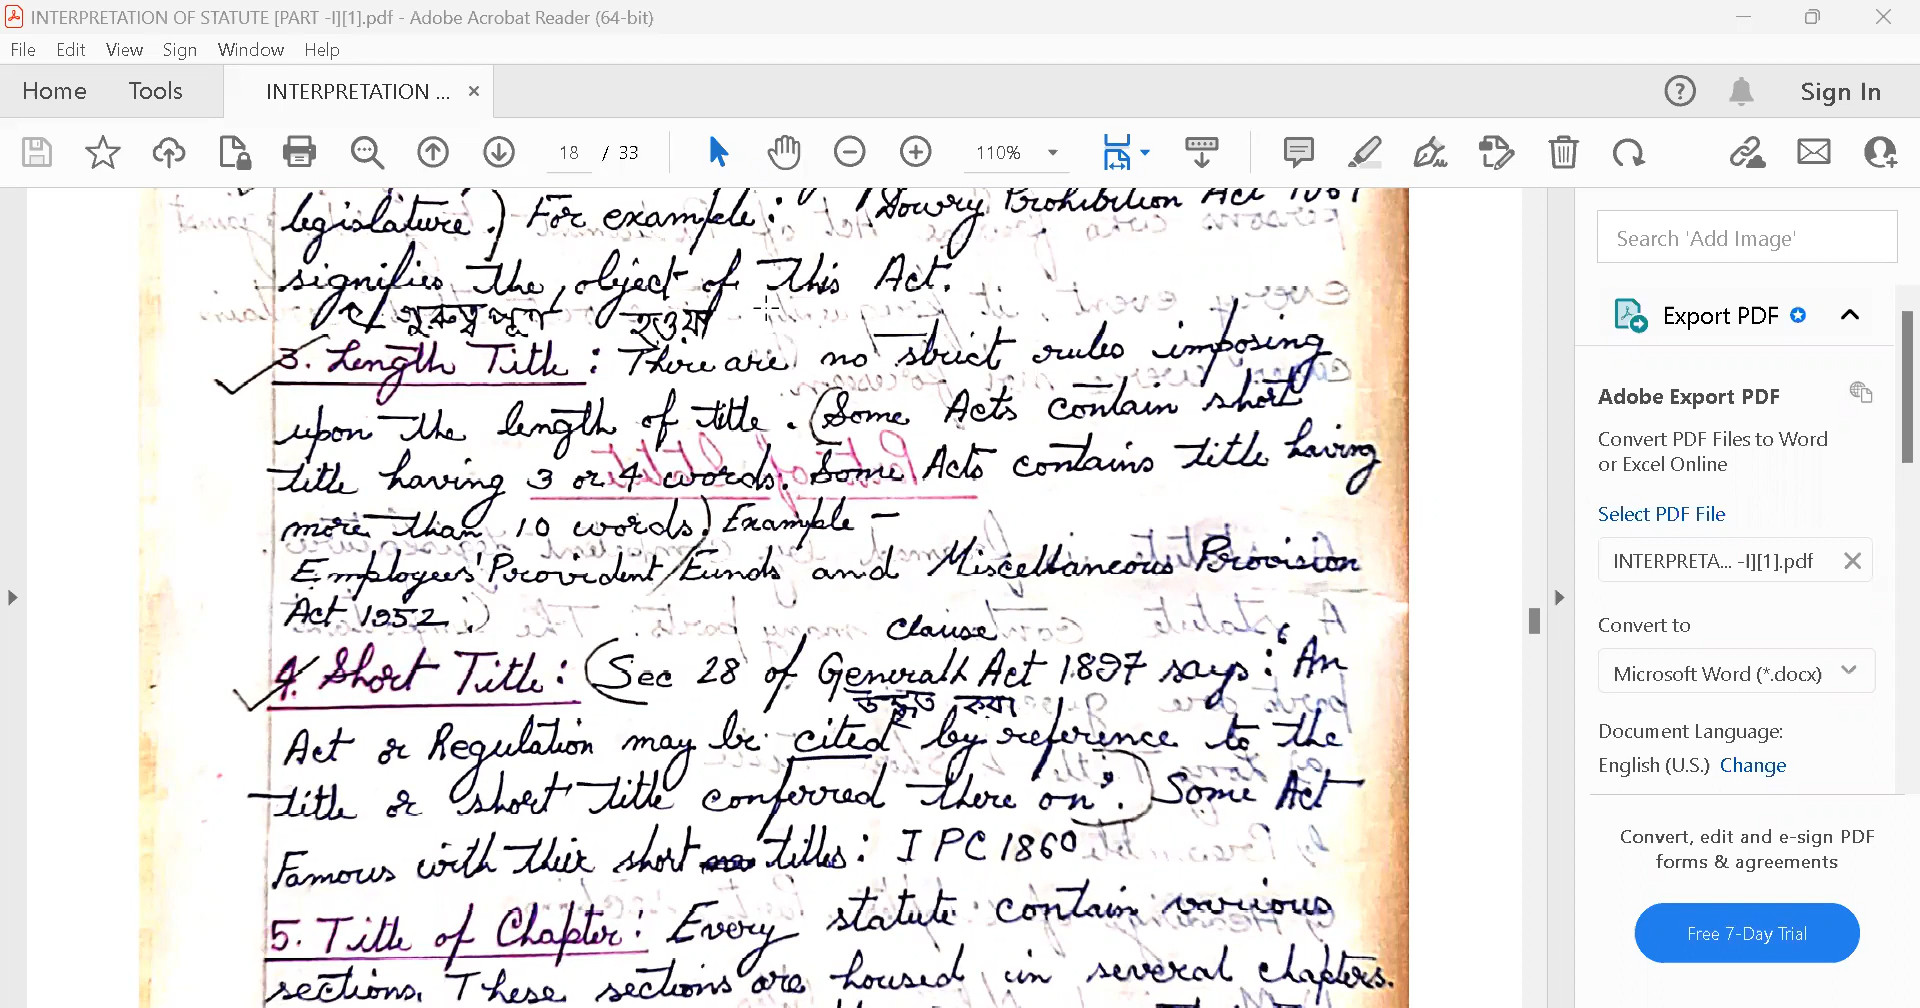 INTERPRETATION OF STATUTE [PART -I][1].pdf - Adobe Acrobat Reader (64-bit)
File Edit View Sign Window Help
Home Tools INTERPRETATION ... × Sign In
18 / 33 110%
legislature.) For example: Dowry Prohibition Act 1961
signifies the object of this Act.
গুরুত্বপূর্ণ হওয়া
3. Length Title : There are no strict rules imposing
upon the length of title. (Some Acts contain short
title having 3 or 4 words. Some Acts contains title having
more than 10 words.) Example -
Employees' Provident Funds and Miscellaneous Provision
Act 1952.
Clause
4. Short Title : (Sec 28 of General Act 1897 says: 'An
উদ্ধৃত করা
Act or Regulation may be cited by reference to the
title or short title conferred there on'.) Some Act
Famous with their short titles : IPC 1860
5. Title of Chapter : Every statute contain various
sections. These sections are housed in several chapters.
Search 'Add Image'
Export PDF
Adobe Export PDF
Convert PDF Files to Word
or Excel Online
Select PDF File
INTERPRETA... -I][1].pdf
Convert to
Microsoft Word (*.docx)
Document Language:
English (U.S.) Change
Convert, edit and e-sign PDF
forms & agreements
Free 7-Day Trial